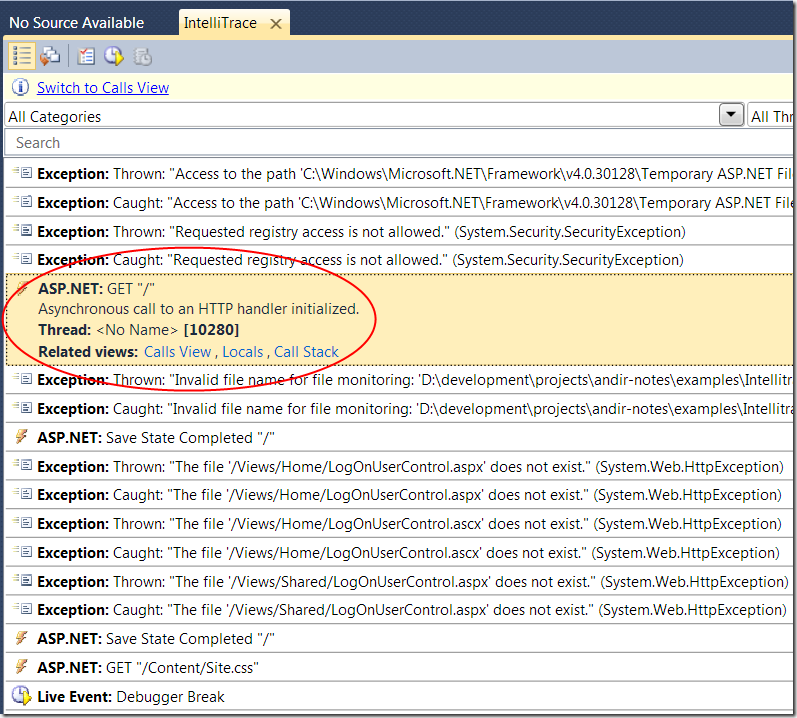 No Source Available IntelliTrace
Switch to Calls View
All Categories All Thr
Search
Exception: Thrown: "Access to the path 'C:\Windows\Microsoft.NET\Framework\v4.0.30128\Temporary ASP.NET Fil
Exception: Caught: "Access to the path 'C:\Windows\Microsoft.NET\Framework\v4.0.30128\Temporary ASP.NET File
Exception: Thrown: "Requested registry access is not allowed." (System.Security.SecurityException)
Exception: Caught: "Requested registry access is not allowed." (System.Security.SecurityException)
ASP.NET: GET "/"
Asynchronous call to an HTTP handler initialized.
Thread: <No Name> [10280]
Related views: Calls View , Locals , Call Stack
Exception: Thrown: "Invalid file name for file monitoring: 'D:\development\projects\andir-notes\examples\Intellitra
Exception: Caught: "Invalid file name for file monitoring: 'D:\development\projects\andir-notes\examples\Intellitra
ASP.NET: Save State Completed "/"
Exception: Thrown: "The file '/Views/Home/LogOnUserControl.aspx' does not exist." (System.Web.HttpException)
Exception: Caught: "The file '/Views/Home/LogOnUserControl.aspx' does not exist." (System.Web.HttpException)
Exception: Thrown: "The file '/Views/Home/LogOnUserControl.ascx' does not exist." (System.Web.HttpException)
Exception: Caught: "The file '/Views/Home/LogOnUserControl.ascx' does not exist." (System.Web.HttpException)
Exception: Thrown: "The file '/Views/Shared/LogOnUserControl.aspx' does not exist." (System.Web.HttpException)
Exception: Caught: "The file '/Views/Shared/LogOnUserControl.aspx' does not exist." (System.Web.HttpException)
ASP.NET: Save State Completed "/"
ASP.NET: GET "/Content/Site.css"
Live Event: Debugger Break